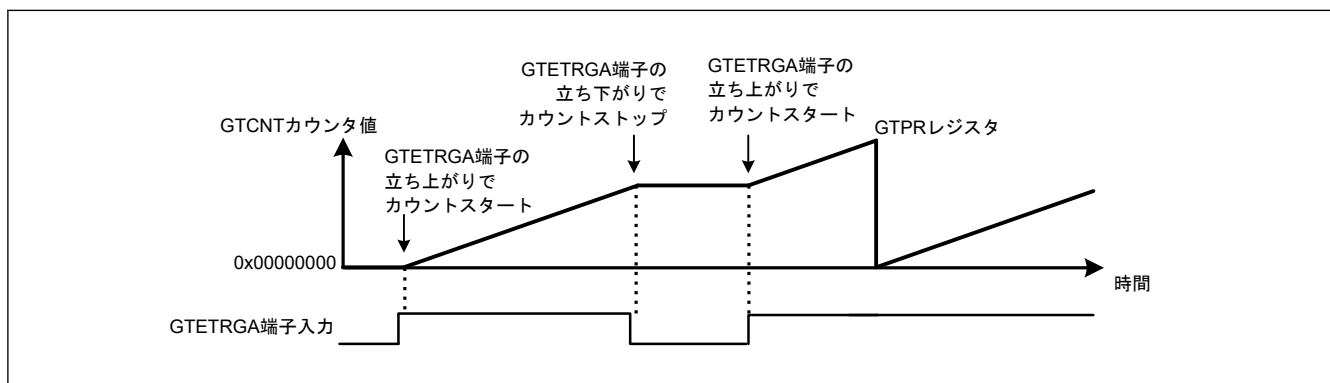 GTETRGA端子の
立ち下がりで
カウントストップ
GTETRGA端子の
立ち上がりで
カウントスタート
GTCNTカウンタ値
GTPRレジスタ
GTETRGA端子の
立ち上がりで
カウントスタート
0x00000000
時間
GTETRGA端子入力